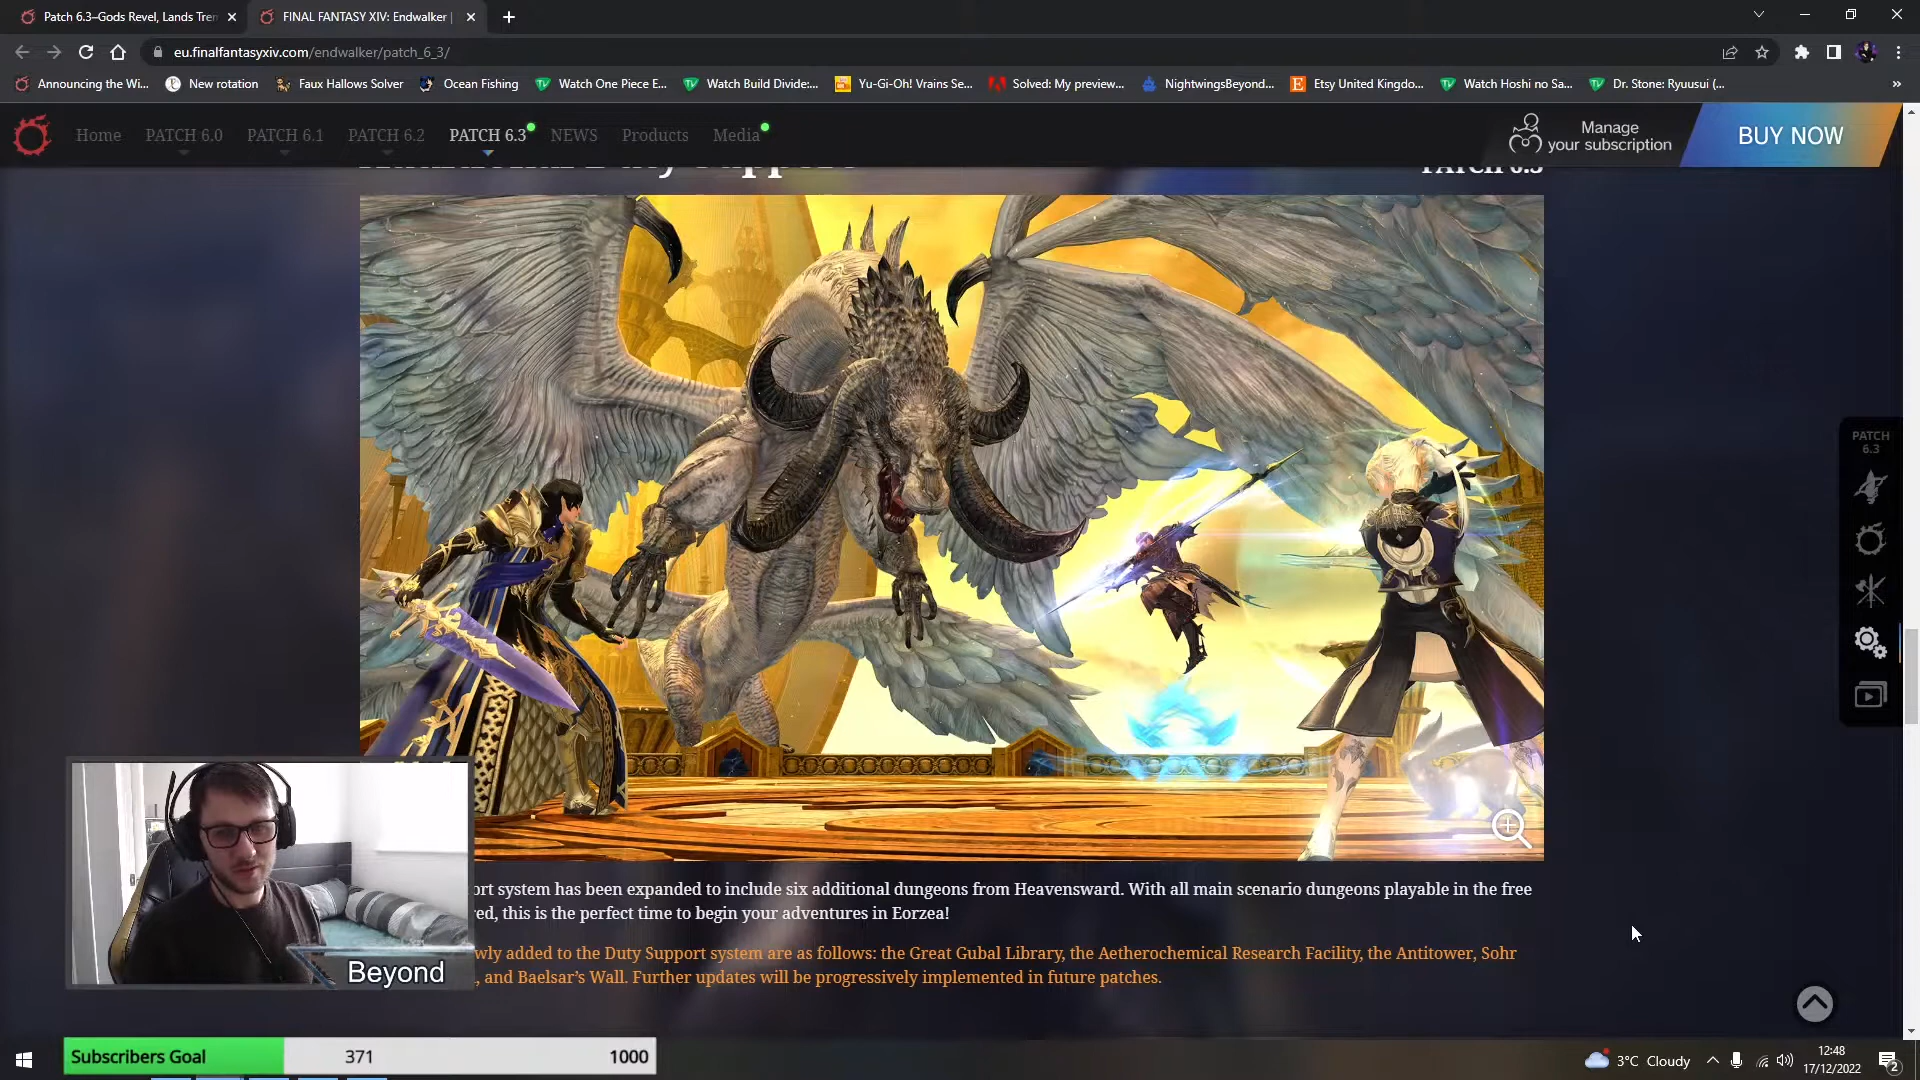 Patch 6.3–Gods Revel, Lands Trem
FINAL FANTASY XIV: Endwalker |
eu.finalfantasyxiv.com/endwalker/patch_6_3/
Announcing the Wi... New rotation Faux Hallows Solver Ocean Fishing Watch One Piece E... Watch Build Divide:... Yu-Gi-Oh! Vrains Se... Solved: My preview... NightwingsBeyond... Etsy United Kingdo... Watch Hoshi no Sa... Dr. Stone: Ryuusui (... »
Home PATCH 6.0 PATCH 6.1 PATCH 6.2 PATCH 6.3 NEWS Products Media
Manage
your subscription
BUY NOW
PATCH 6.3
PATCH
6.3
ort system has been expanded to include six additional dungeons from Heavensward. With all main scenario dungeons playable in the free
red, this is the perfect time to begin your adventures in Eorzea!
wly added to the Duty Support system are as follows: the Great Gubal Library, the Aetherochemical Research Facility, the Antitower, Sohr
, and Baelsar's Wall. Further updates will be progressively implemented in future patches.
Beyond
Subscribers Goal 371 1000
3°C Cloudy
12:48
17/12/2022
2